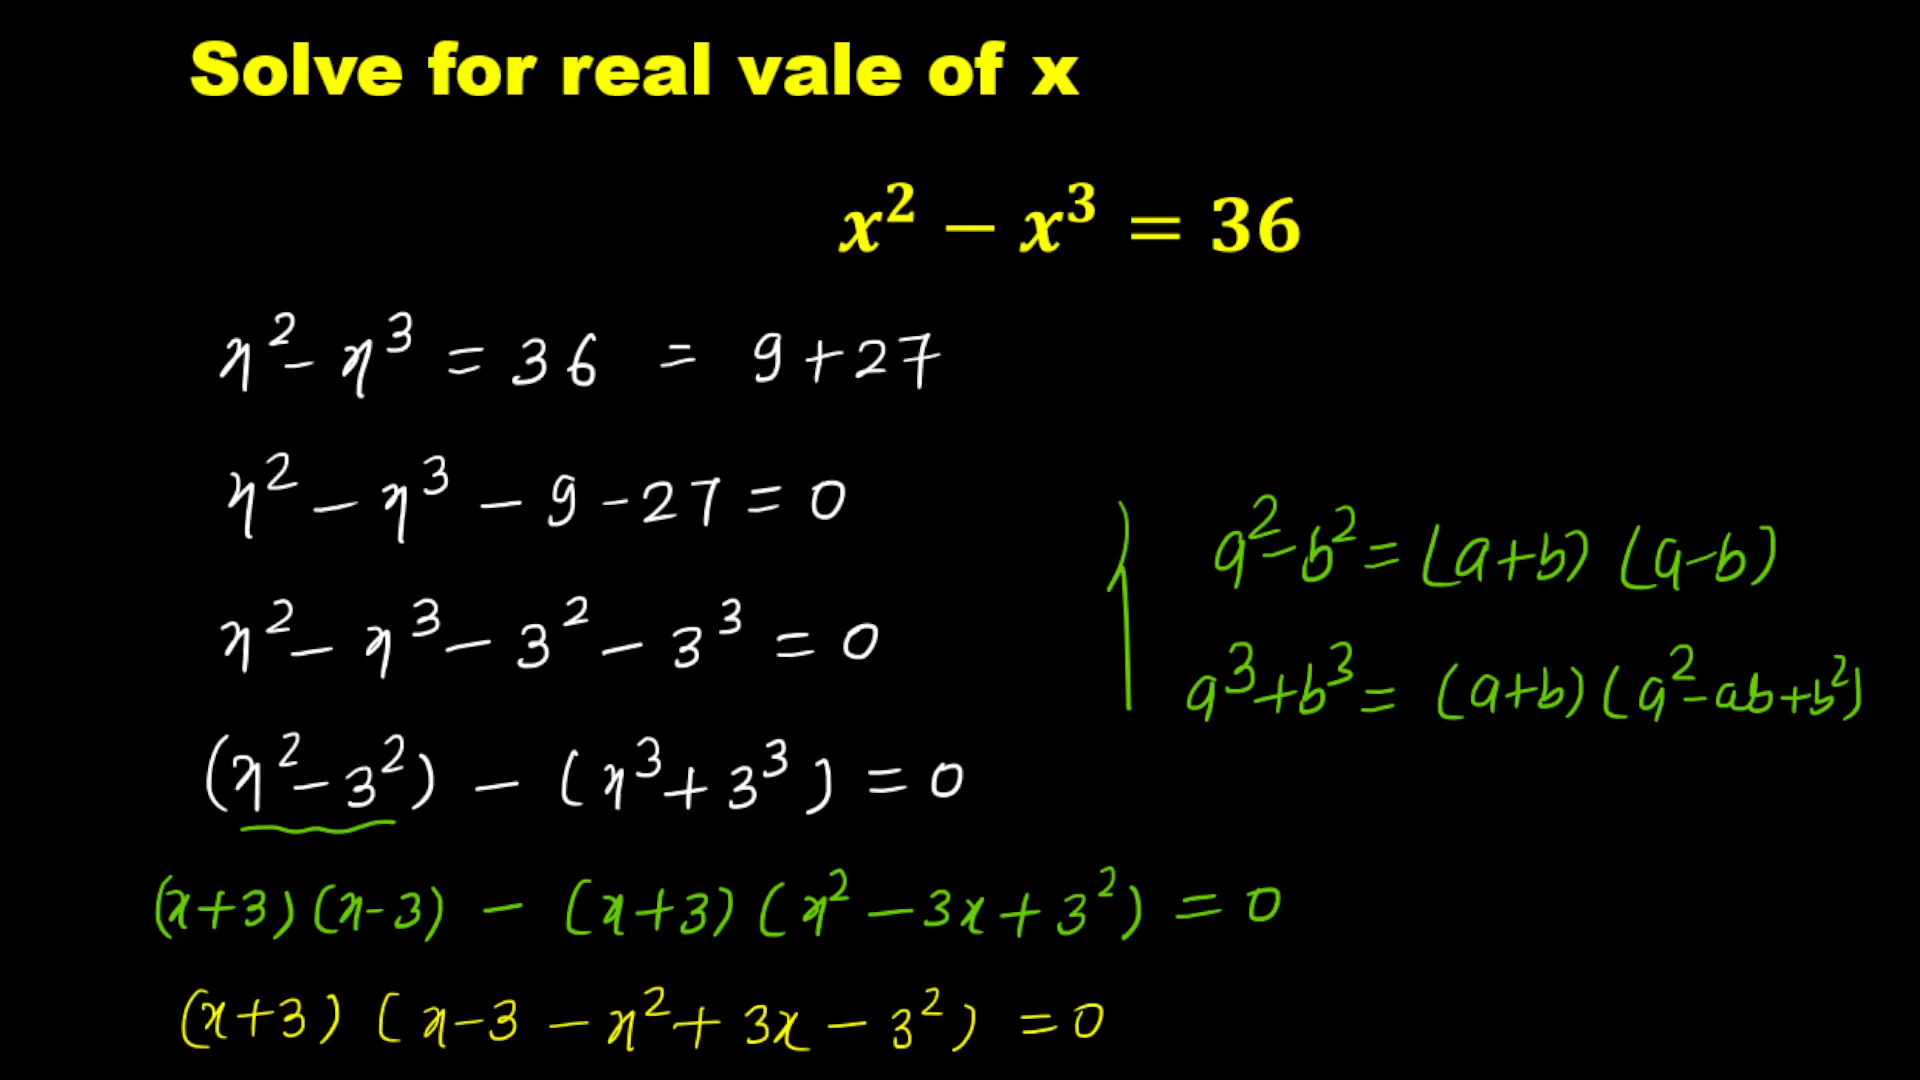 Solve for real vale of x
x² − x³ = 36
x² - x³ = 36 = 9+27
x² - x³ - 9 - 27 = 0
x² - x³ - 3² - 3³ = 0
(x² - 3²) - (x³ + 3³) = 0
a² - b² = (a+b) (a-b)
a³ + b³ = (a+b) (a² - ab + b²)
(x+3) (x-3) - (x+3) (x² - 3x + 3²) = 0
(x+3) (x-3 - x² + 3x - 3²) = 0